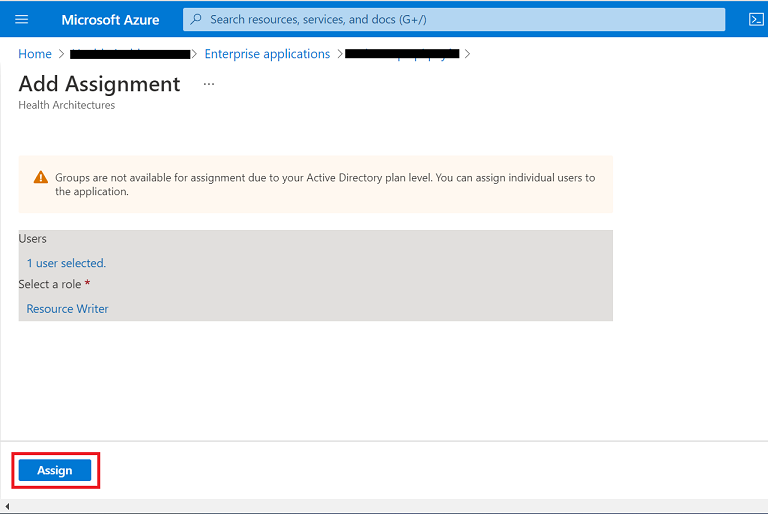 Microsoft Azure
Search resources, services, and docs (G+/)
Home > > Enterprise applications > >
Add Assignment ...
Health Architectures
Groups are not available for assignment due to your Active Directory plan level. You can assign individual users to
the application.
Users
1 user selected.
Select a role *
Resource Writer
Assign